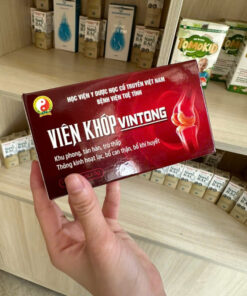 HỌC VIỆN Y DƯỢC HỌC CỔ TRUYỀN VIỆT NAM
BỆNH VIỆN TUỆ TĨNH
VIÊN KHỚP VINTONG
Khu phong, tán hàn, trừ thấp
Thông kinh hoạt lạc, bổ can thận, bổ khí huyết
TOMOKID